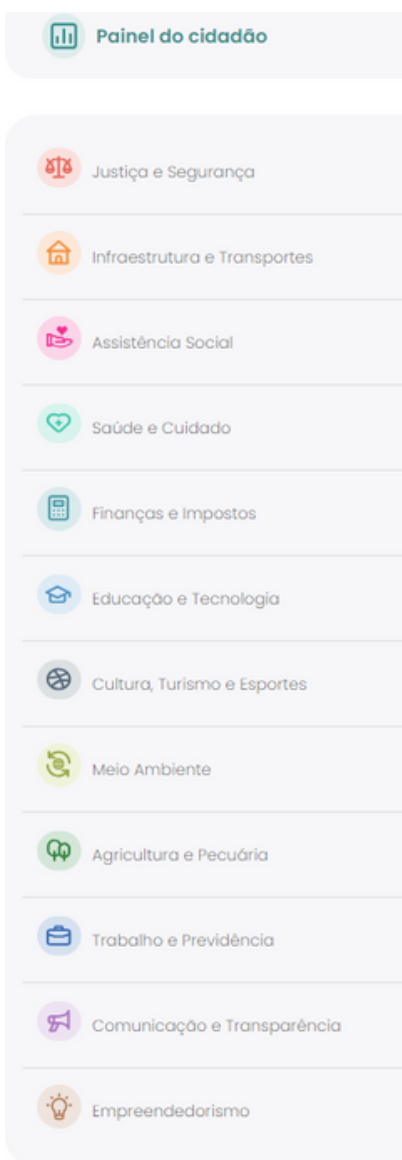 Painel do cidadão
Justiça e Segurança
Infraestrutura e Transportes
Assistência Social
Saúde e Cuidado
Finanças e Impostos
Educação e Tecnologia
Cultura, Turismo e Esportes
Meio Ambiente
Agricultura e Pecuária
Trabalho e Previdência
Comunicação e Transparência
Empreendedorismo